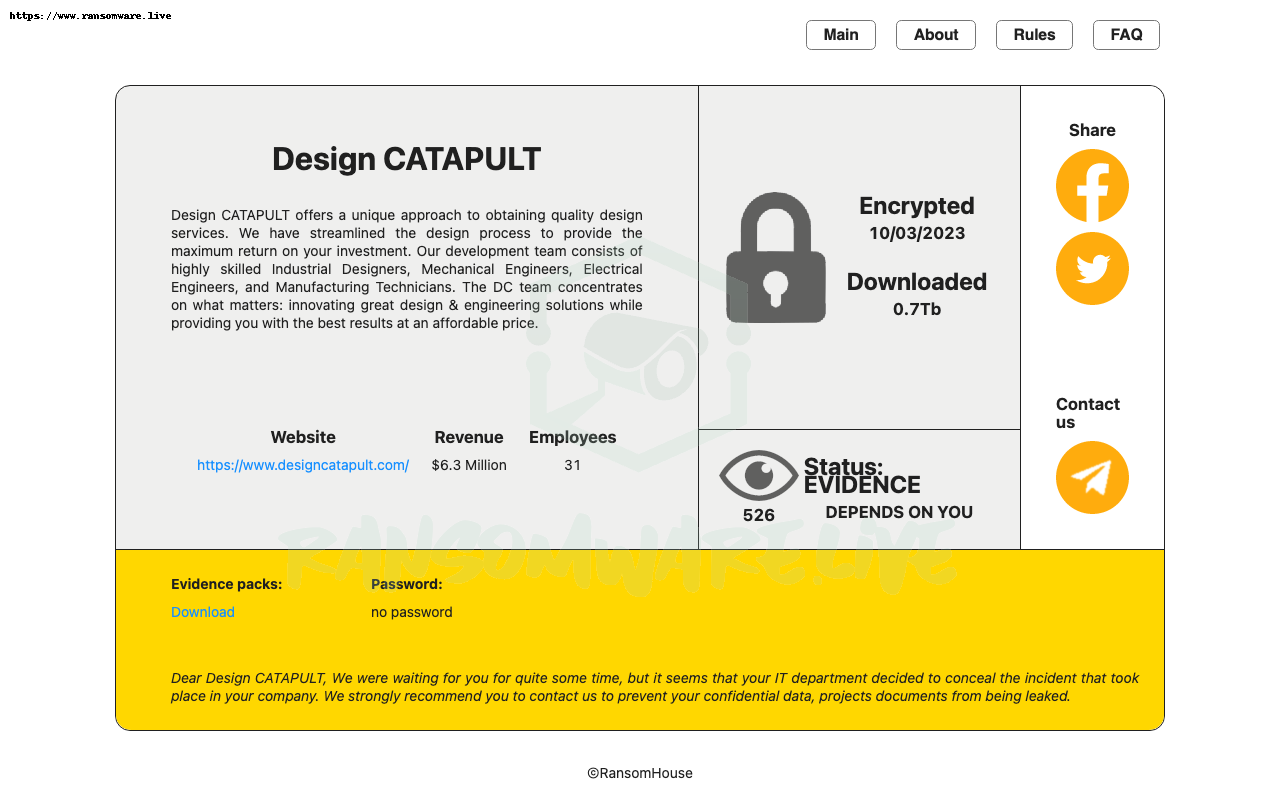 https://www.ransomware.live
Main About Rules FAQ
Design CATAPULT
Design CATAPULT offers a unique approach to obtaining quality design
services. We have streamlined the design process to provide the
maximum return on your investment. Our development team consists of
highly skilled Industrial Designers, Mechanical Engineers, Electrical
Engineers, and Manufacturing Technicians. The DC team concentrates
on what matters: innovating great design & engineering solutions while
providing you with the best results at an affordable price.
Website Revenue Employees
https://www.designcatapult.com/ $6.3 Million 31
Encrypted
10/03/2023
Downloaded
0.7Tb
Status:
EVIDENCE
526 DEPENDS ON YOU
Share
Contact
us
RANSOMWARE.LIVE
Evidence packs: Password:
Download no password
Dear Design CATAPULT, We were waiting for you for quite some time, but it seems that your IT department decided to conceal the incident that took
place in your company. We strongly recommend you to contact us to prevent your confidential data, projects documents from being leaked.
©RansomHouse